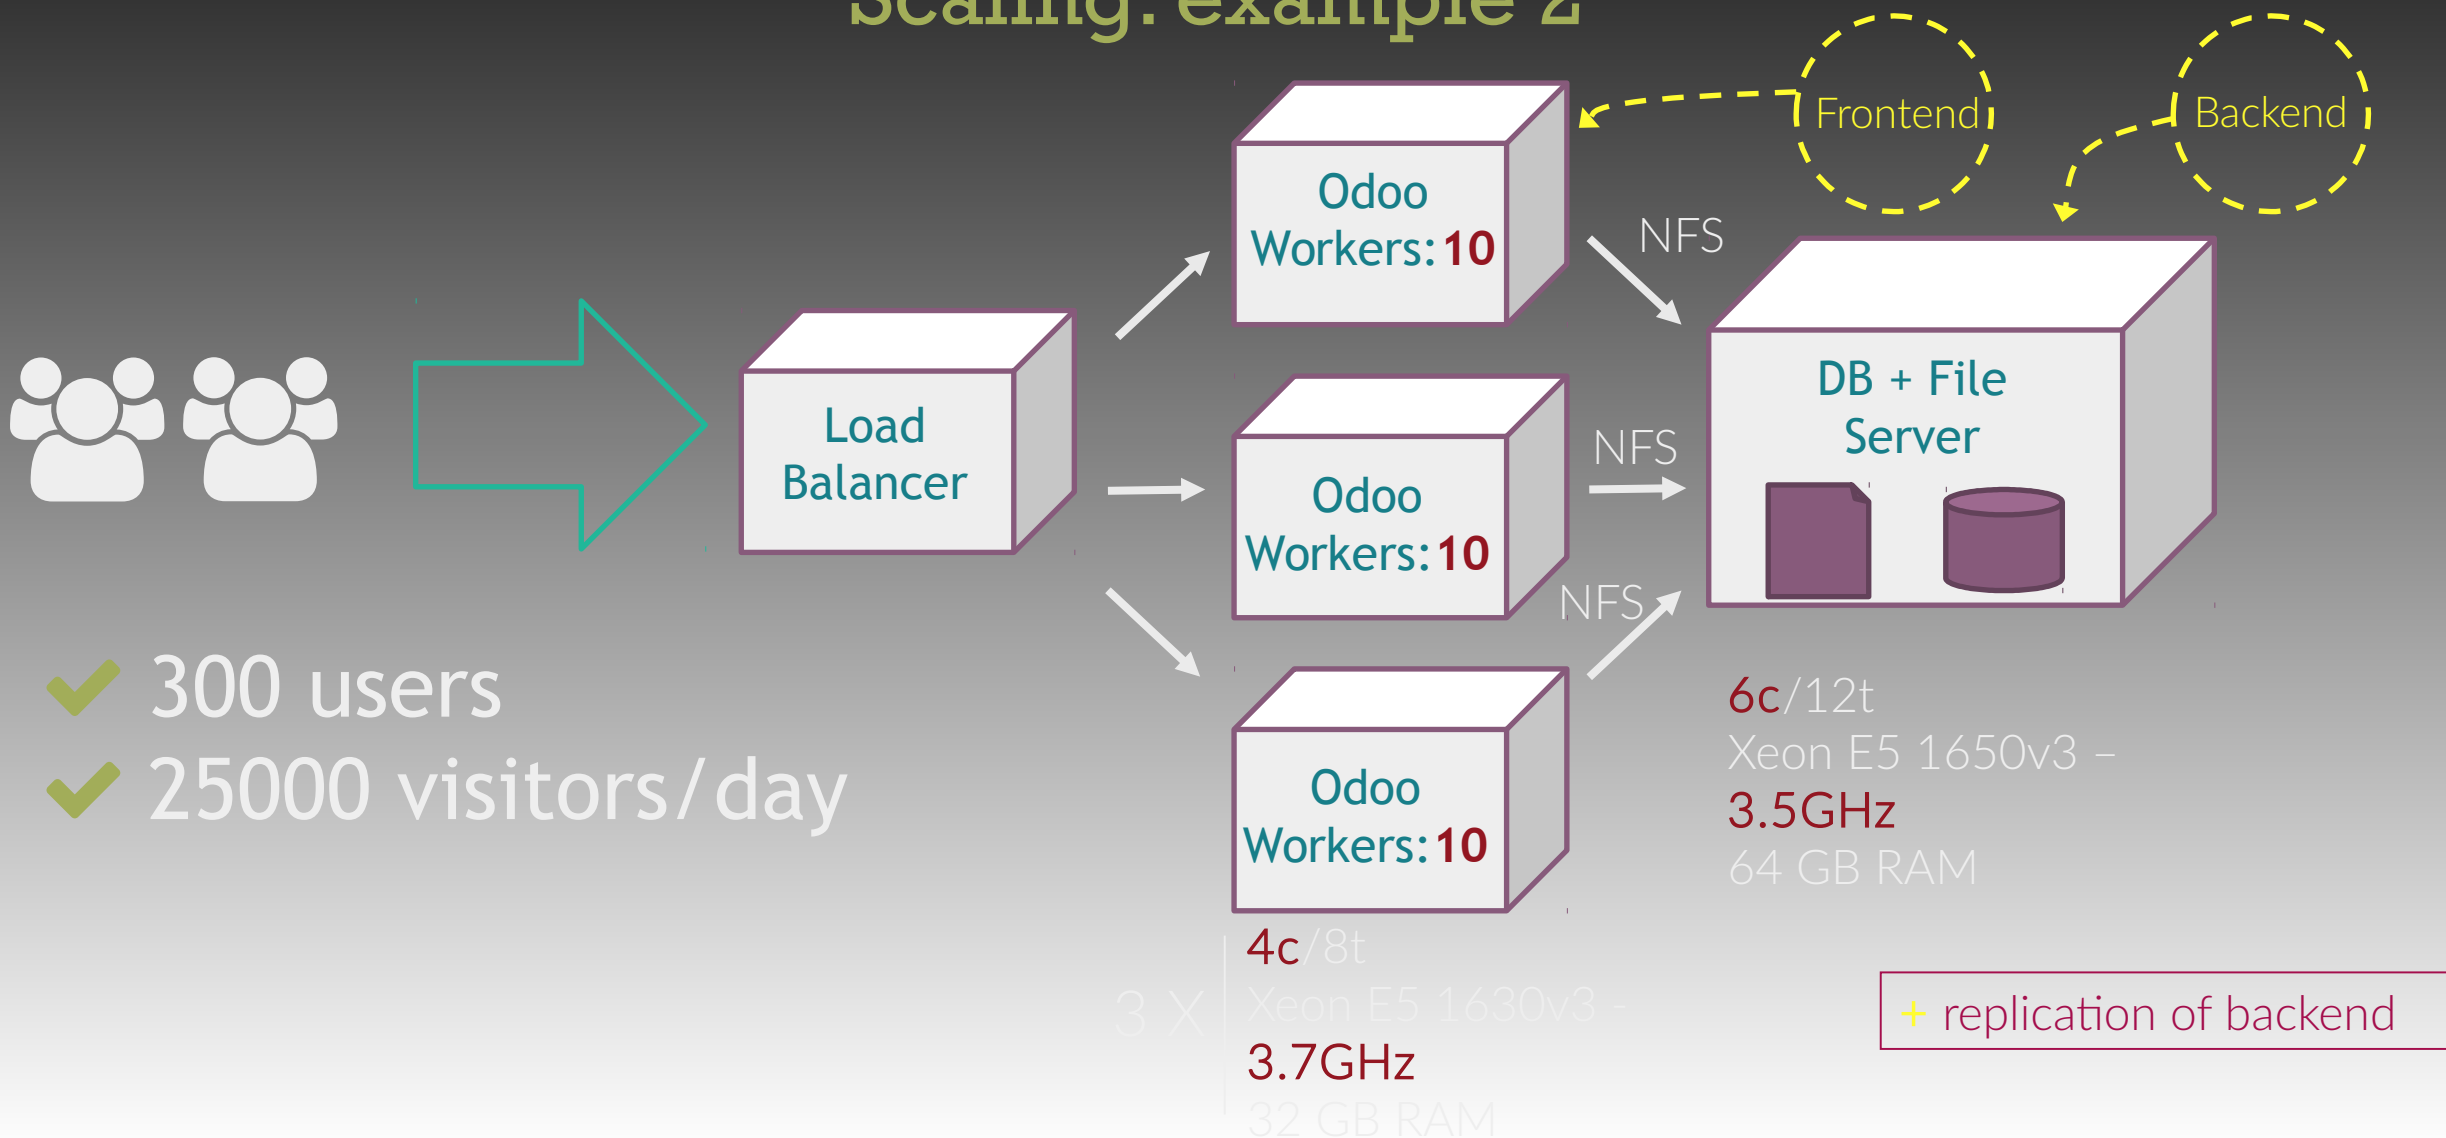 Scaling: example 2
Frontend
Backend
Odoo
Workers: 10
NFS
Load
Balancer
Odoo
Workers: 10
NFS
DB + File
Server
NFS
Odoo
Workers: 10
300 users
25000 visitors/day
6c/12t
Xeon E5 1650v3 –
3.5GHz
64 GB RAM
3 X
4c/8t
Xeon E5 1630v3 -
3.7GHz
32 GB RAM
+ replication of backend